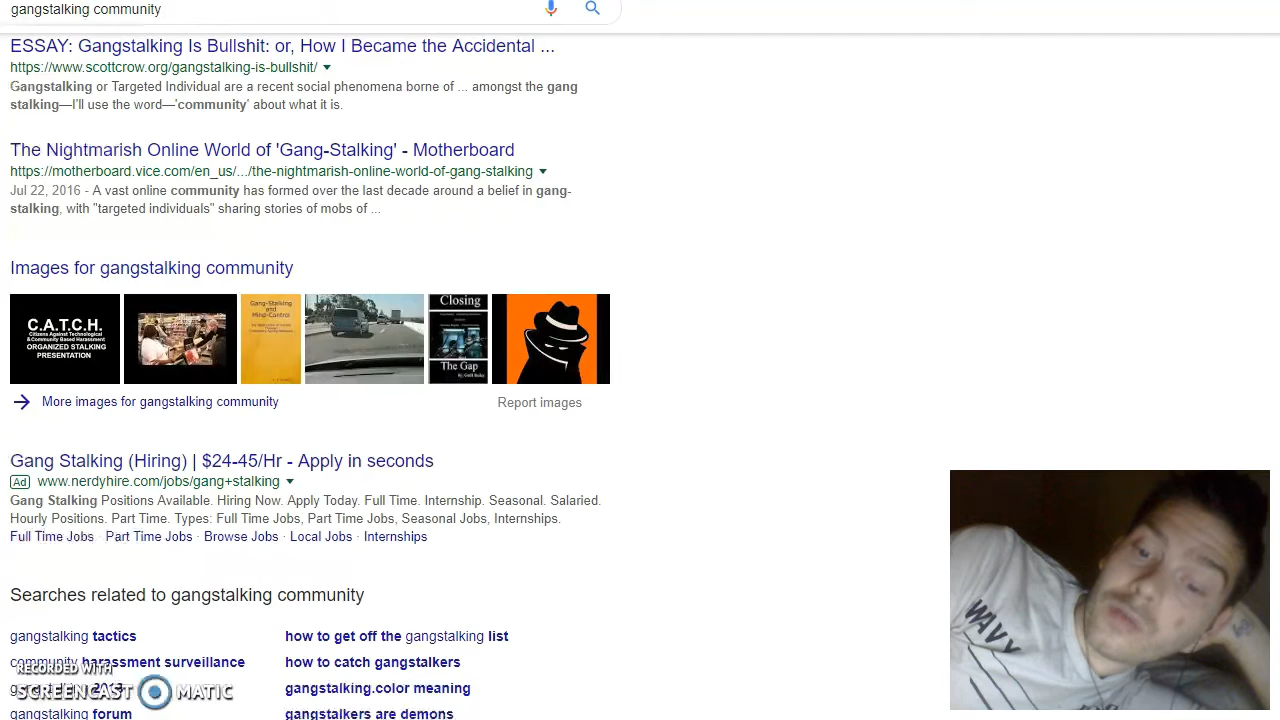 gangstalking community
ESSAY: Gangstalking Is Bullshit: or, How I Became the Accidental ...
https://www.scottcrow.org/gangstalking-is-bullshit/
Gangstalking or Targeted Individual are a recent social phenomena borne of ... amongst the gang
stalking—I'll use the word—'community' about what it is.
The Nightmarish Online World of 'Gang-Stalking' - Motherboard
https://motherboard.vice.com/en_us/.../the-nightmarish-online-world-of-gang-stalking
Jul 22, 2016 - A vast online community has formed over the last decade around a belief in gang-
stalking, with "targeted individuals" sharing stories of mobs of ...
Images for gangstalking community
C.A.T.C.H.
Citizens Against Technological
& Community Based Harassment
ORGANIZED STALKING
PRESENTATION
Gang-Stalking
and
Mind-Control
Closing
The Gap
More images for gangstalking community
Report images
Gang Stalking (Hiring) | $24-45/Hr - Apply in seconds
Ad www.nerdyhire.com/jobs/gang+stalking
Gang Stalking Positions Available. Hiring Now. Apply Today. Full Time. Internship. Seasonal. Salaried.
Hourly Positions. Part Time. Types: Full Time Jobs, Part Time Jobs, Seasonal Jobs, Internships.
Full Time Jobs · Part Time Jobs · Browse Jobs · Local Jobs · Internships
Searches related to gangstalking community
gangstalking tactics
how to get off the gangstalking list
community harassment surveillance
how to catch gangstalkers
gangstalking.color meaning
gangstalking forum
gangstalkers are demons
RECORDED WITH
SCREENCAST MATIC
WAVY